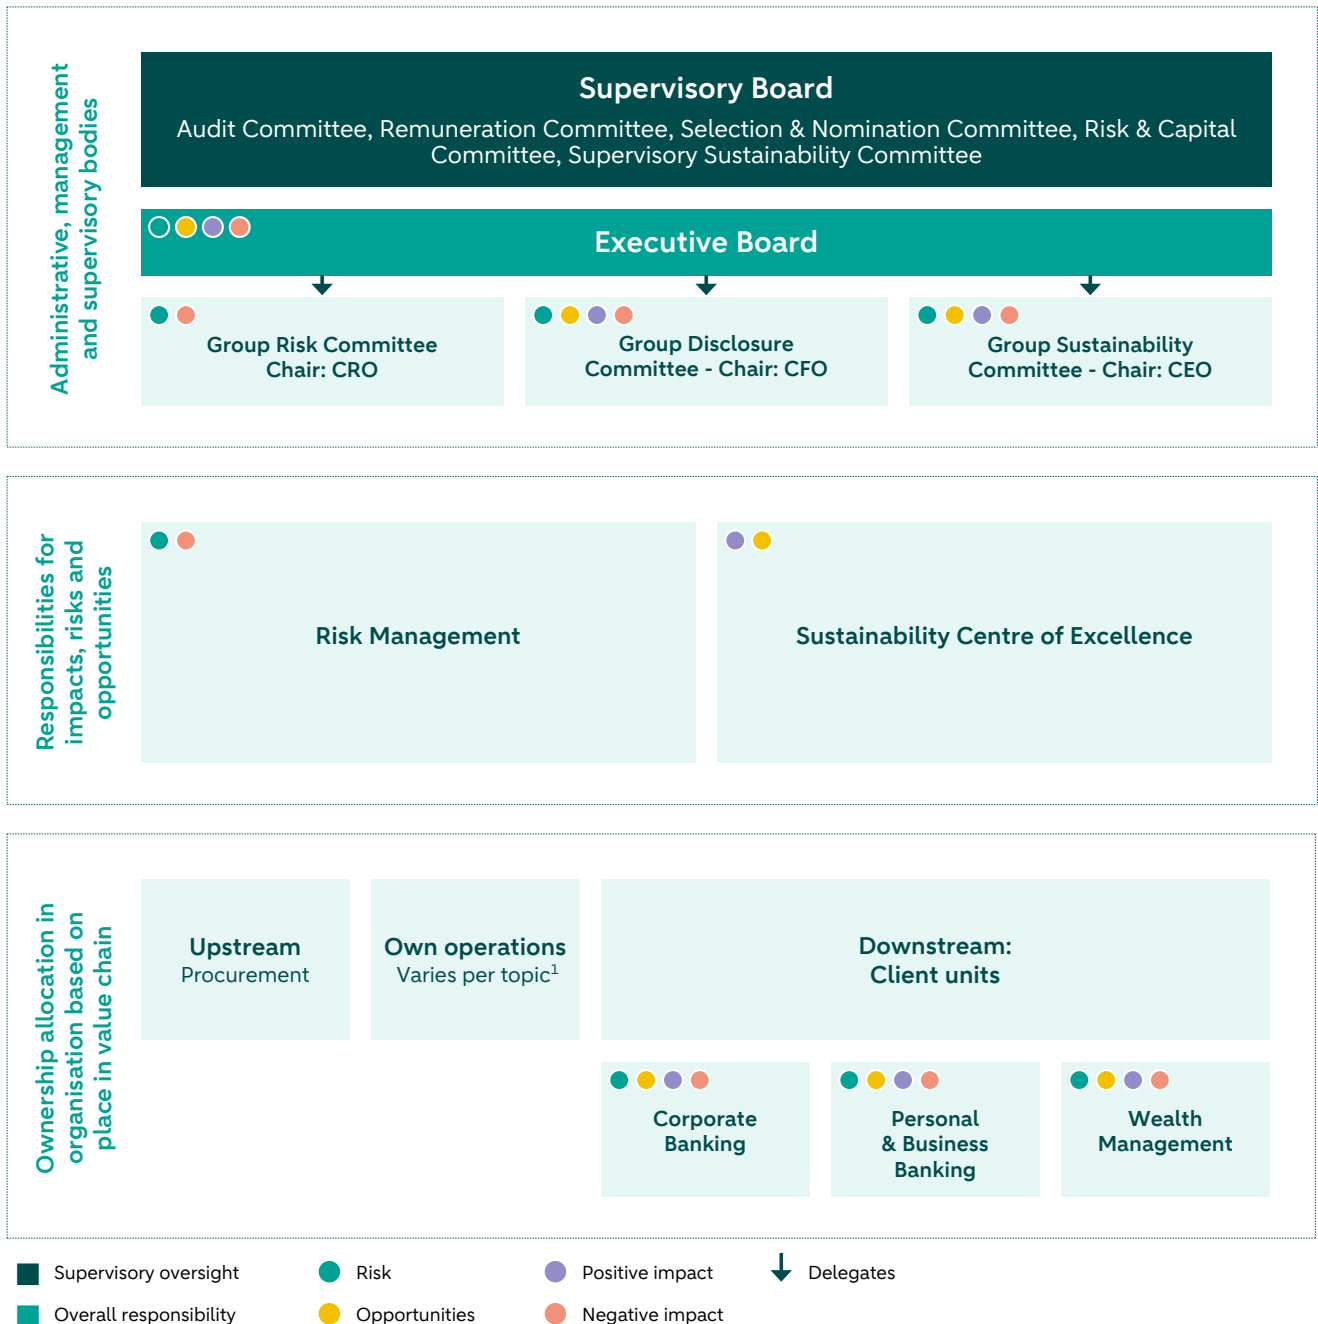 Administrative, management
and supervisory bodies
Supervisory Board
Audit Committee, Remuneration Committee, Selection & Nomination Committee, Risk & Capital
Committee, Supervisory Sustainability Committee
Executive Board
Group Risk Committee
Chair: CRO
Group Disclosure
Committee - Chair: CFO
Group Sustainability
Committee - Chair: CEO
Responsibilities for
impacts, risks and
opportunities
Risk Management
Sustainability Centre of Excellence
Ownership allocation in
organisation based on
place in value chain
Upstream
Procurement
Own operations
Varies per topic¹
Downstream:
Client units
Corporate
Banking
Personal
& Business
Banking
Wealth
Management
Supervisory oversight
Risk
Positive impact
Delegates
Overall responsibility
Opportunities
Negative impact